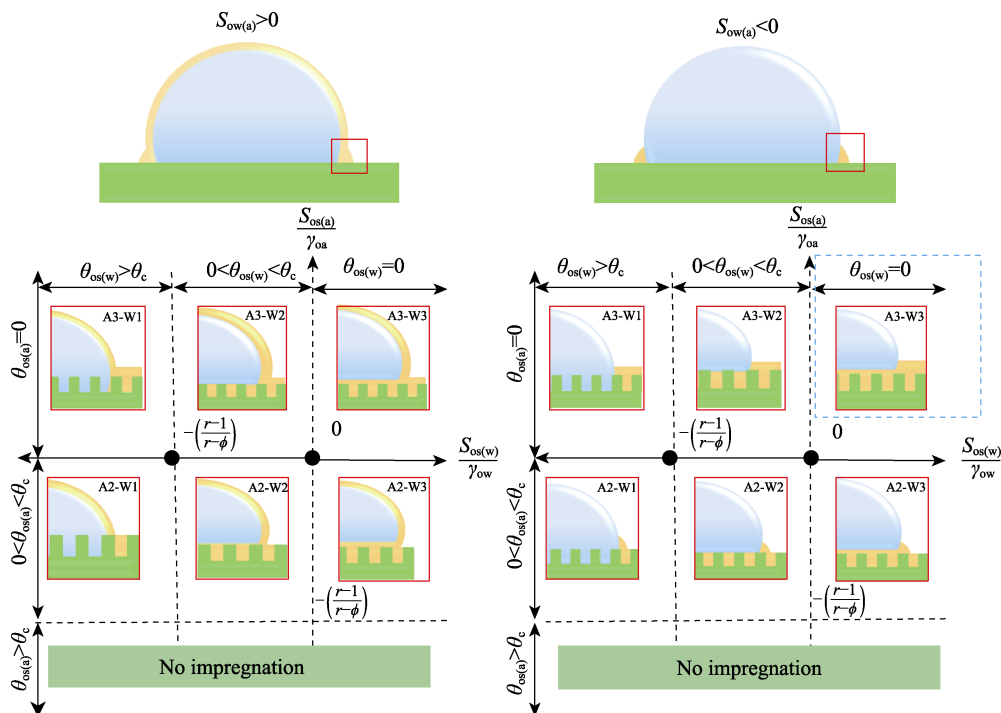 S_ow(a)>0
S_os(a)
γ_oa
θ_os(w)>θ_c
0<θ_os(w)<θ_c
θ_os(w)=0
θ_os(a)=0
A3-W1
A3-W2
A3-W3
−(r−1/r−ϕ)
0
S_os(w)
γ_ow
0<θ_os(a)<θ_c
A2-W1
A2-W2
A2-W3
−(r−1/r−ϕ)
θ_os(a)>θ_c
No impregnation
S_ow(a)<0
S_os(a)
γ_oa
θ_os(w)>θ_c
0<θ_os(w)<θ_c
θ_os(w)=0
θ_os(a)=0
A3-W1
A3-W2
A3-W3
−(r−1/r−ϕ)
0
S_os(w)
γ_ow
0<θ_os(a)<θ_c
A2-W1
A2-W2
A2-W3
−(r−1/r−ϕ)
θ_os(a)>θ_c
No impregnation